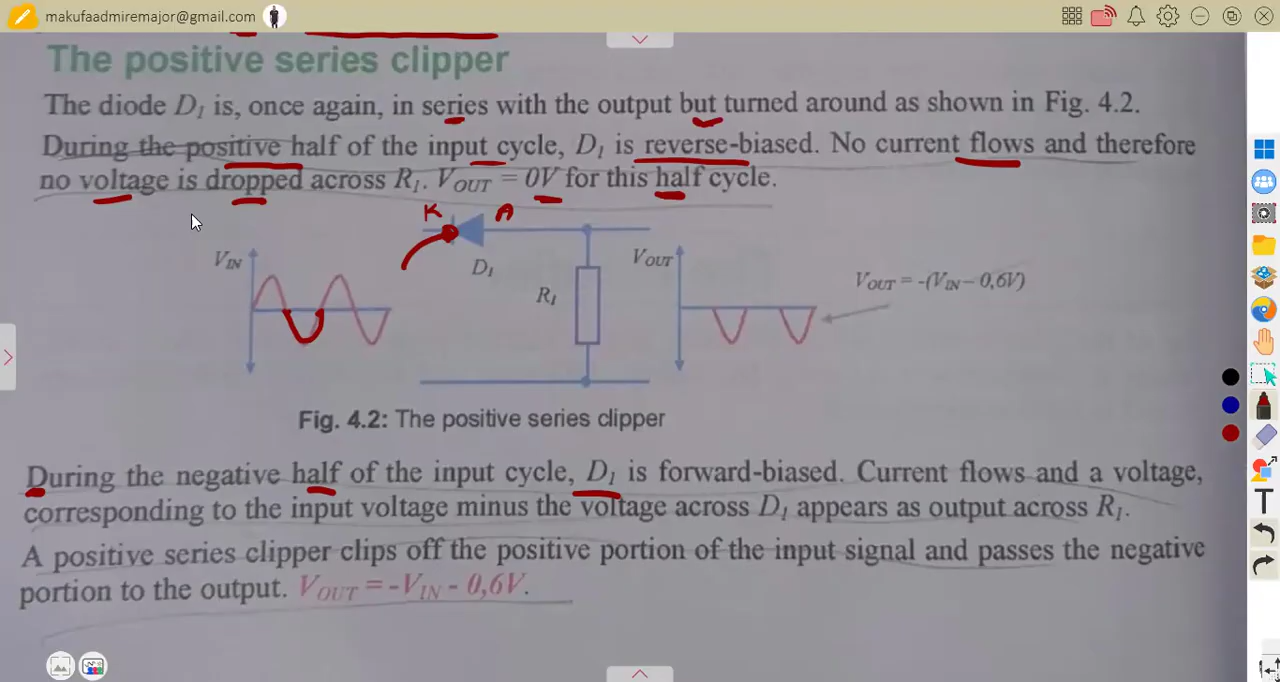 makufaadmiremajor@gmail.com
The positive series clipper
The diode D1 is, once again, in series with the output but turned around as shown in Fig. 4.2.
During the positive half of the input cycle, D1 is reverse-biased. No current flows and therefore
no voltage is dropped across R1. VOUT = 0V for this half cycle.
K A
VIN
D1
R1
VOUT
VOUT = -(VIN – 0,6V)
Fig. 4.2: The positive series clipper
During the negative half of the input cycle, D1 is forward-biased. Current flows and a voltage,
corresponding to the input voltage minus the voltage across D1 appears as output across R1.
A positive series clipper clips off the positive portion of the input signal and passes the negative
portion to the output. VOUT = -VIN - 0,6V.
T